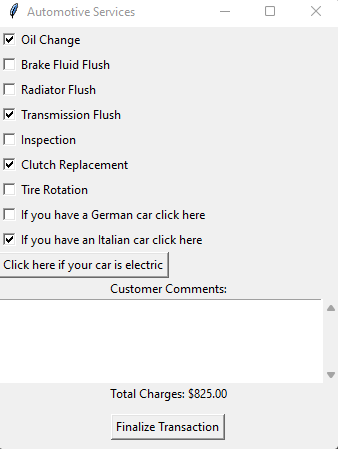 Automotive Services
Oil Change
Brake Fluid Flush
Radiator Flush
Transmission Flush
Inspection
Clutch Replacement
Tire Rotation
If you have a German car click here
If you have an Italian car click here
Click here if your car is electric
Customer Comments:
Total Charges: $825.00
Finalize Transaction